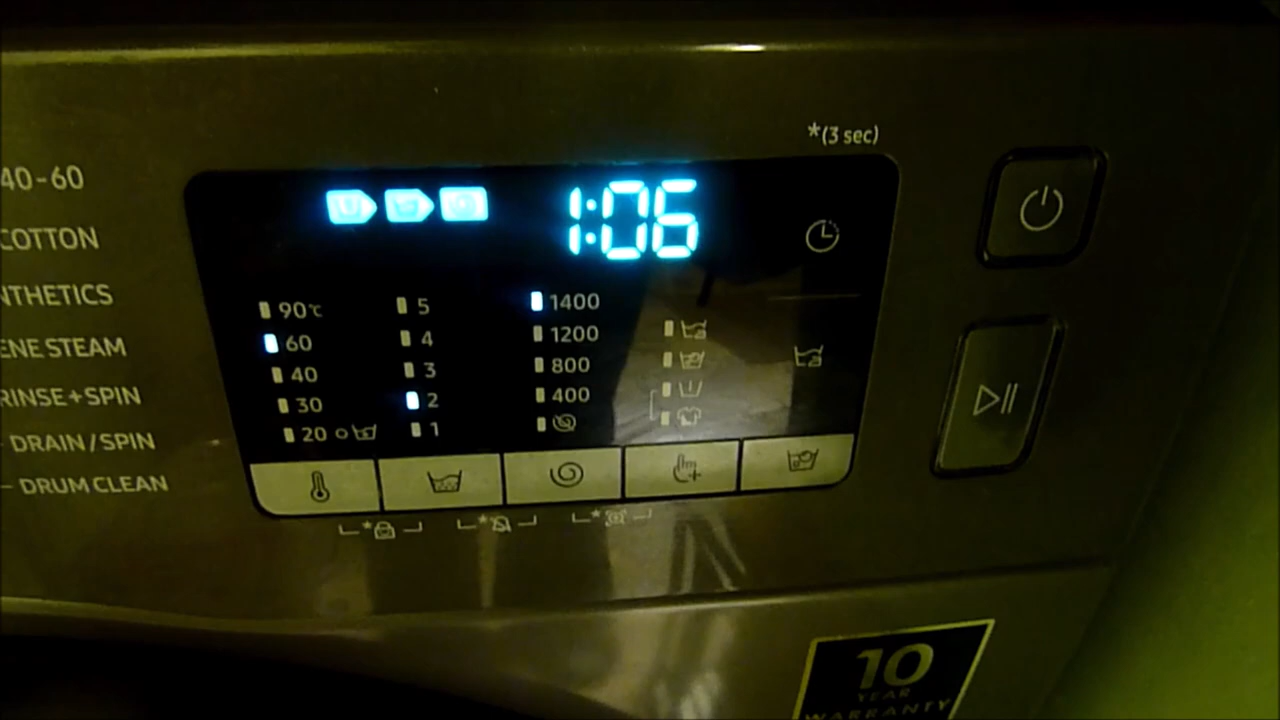 40-60
COTTON
NTHETICS
ENE STEAM
RINSE+SPIN
DRAIN/SPIN
DRUM CLEAN
1:06
*(3 sec)
90℃
60
40
30
20
5
4
3
2
1
1400
1200
800
400
10
YEAR
WARRANTY